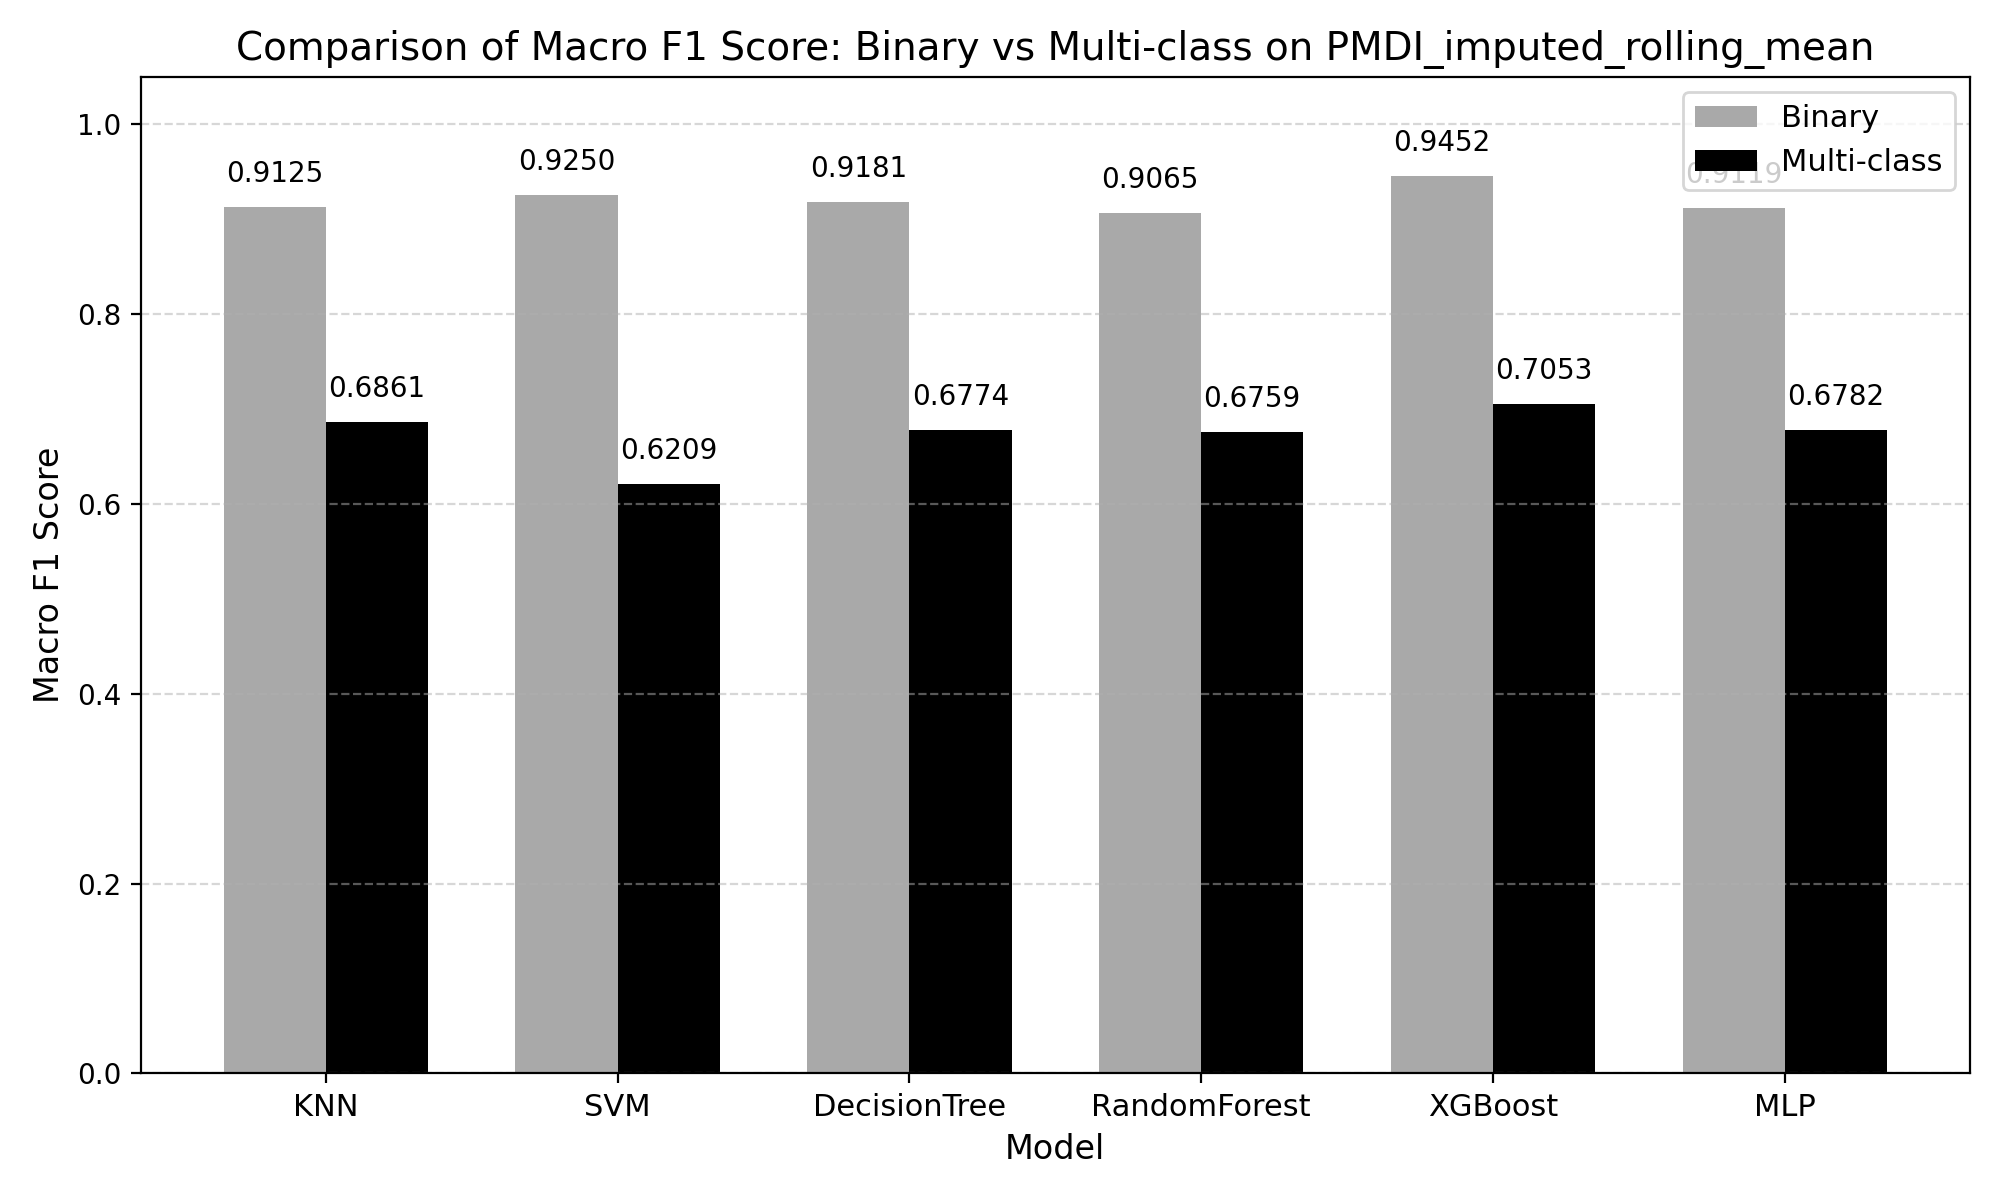 Comparison of Macro F1 Score: Binary vs Multi-class on PMDI_imputed_rolling_mean
Binary
Multi-class
0.9125
0.6861
0.9250
0.6209
0.9181
0.6774
0.9065
0.6759
0.9452
0.7053
0.9119
0.6782
Macro F1 Score
1.0
0.8
0.6
0.4
0.2
0.0
KNN
SVM
DecisionTree
RandomForest
XGBoost
MLP
Model